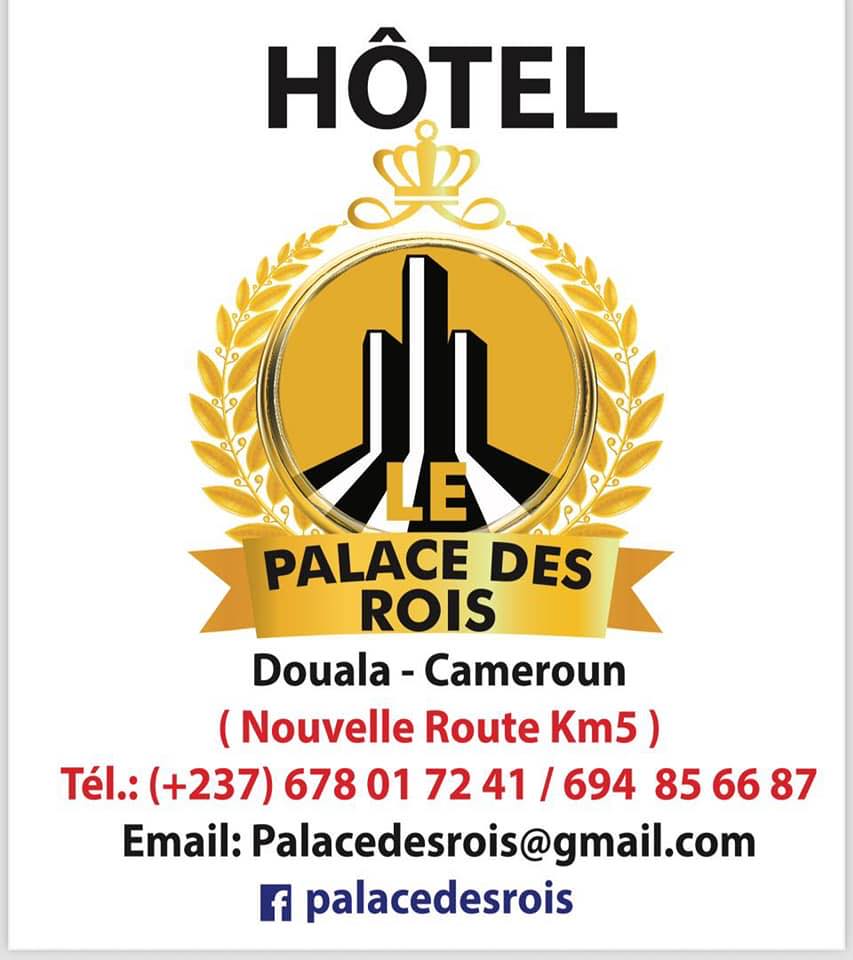 HÔTEL
LE
PALACE DES
ROIS
Douala - Cameroun
( Nouvelle Route Km5 )
Tél.: (+237) 678 01 72 41 / 694 85 66 87
Email: Palacedesrois@gmail.com
f palacedesrois